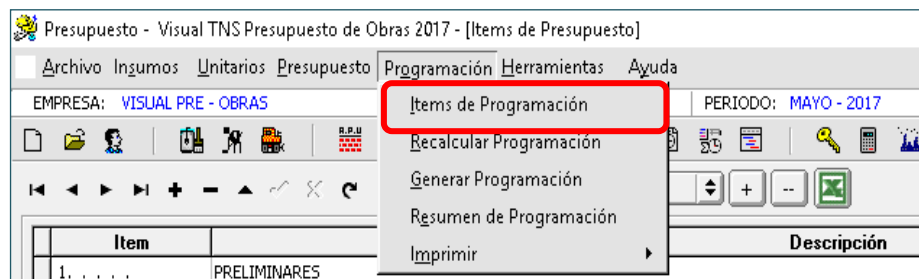 Presupuesto - Visual TNS Presupuesto de Obras 2017 - [Items de Presupuesto]
Archivo Insumos Unitarios Presupuesto Programación Herramientas Ayuda
EMPRESA: VISUAL PRE - OBRAS PERIODO: MAYO - 2017
Items de Programación
Recalcular Programación
Generar Programación
Resumen de Programación
Imprimir
A.P.U
Item Descripción
1. . . . . . PRELIMINARES